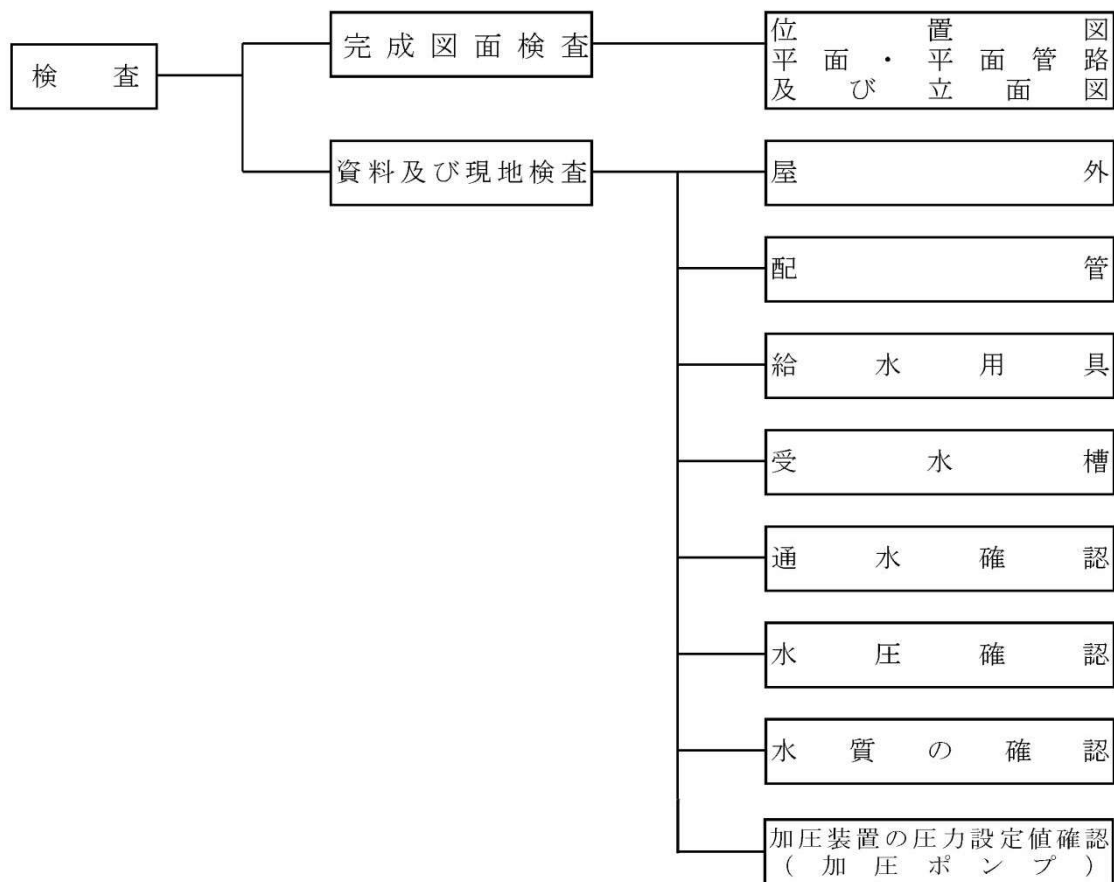 検査
完成図面検査
位置図
平面・平面管路
及び立面図
資料及び現地検査
屋外
配管
給水用具
受水槽
通水確認
水圧確認
水質の確認
加圧装置の圧力設定値確認
(加圧ポンプ)